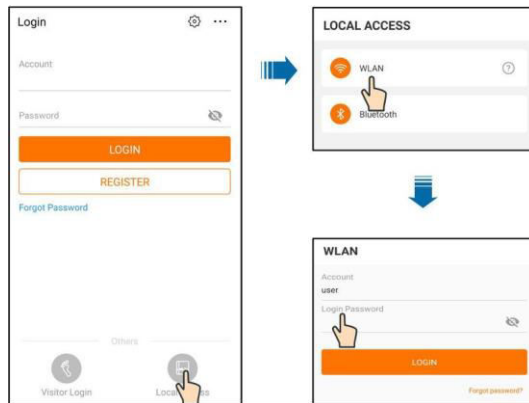 Login
Account
Password
LOGIN
REGISTER
Forgot Password
Others
Visitor Login
Local
LOCAL ACCESS
WLAN
Bluetooth
WLAN
Account
user
Login Password
LOGIN
Forgot password?